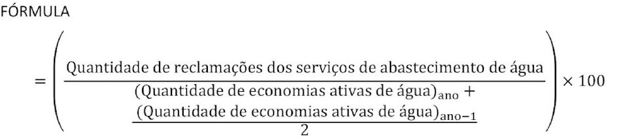 FÓRMULA
Quantidade de reclamações dos serviços de abastecimento de água
= ( ) × 100
(Quantidade de economias ativas de água)ano +
(Quantidade de economias ativas de água)ano−1
2